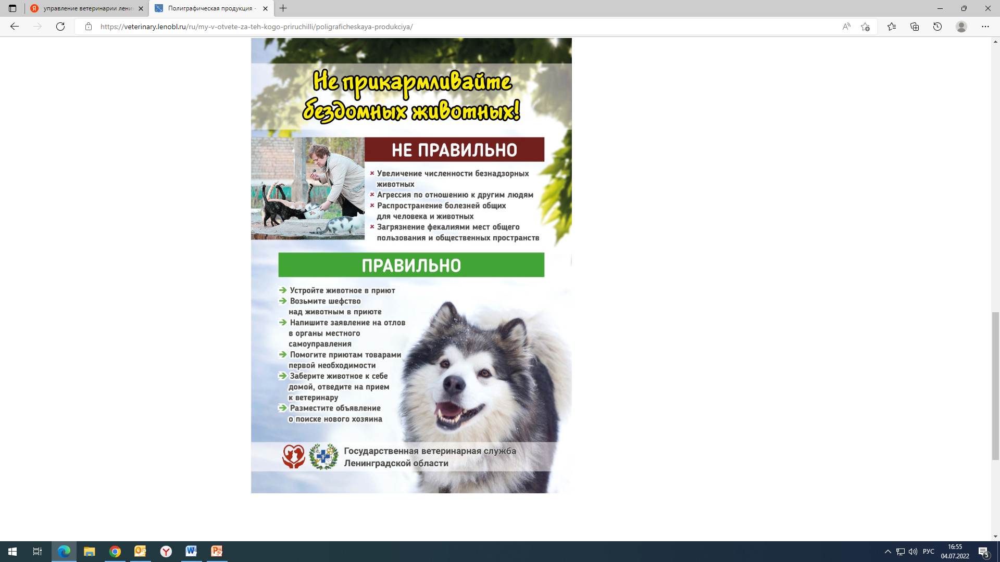 управление ветеринарии лени
Полиграфическая продукция -
https://veterinary.lenobl.ru/ru/my-v-otvete-za-teh-kogo-priruchilli/poligraficheskaya-produkciya/
Не прикармливайте
бездомных животных!
НЕ ПРАВИЛЬНО
Увеличение численности безнадзорных
животных
Агрессия по отношению к другим людям
Распространение болезней общих
для человека и животных
Загрязнение фекалиями мест общего
пользования и общественных пространств
ПРАВИЛЬНО
Устройте животное в приют
Возьмите шефство
над животным в приюте
Напишите заявление на отлов
в органы местного
самоуправления
Помогите приютам товарами
первой необходимости
Заберите животное к себе
домой, отведите на прием
к ветеринару
Разместите объявление
о поиске нового хозяина
Государственная ветеринарная служба
Ленинградской области
РУС
16:55
04.07.2022
5